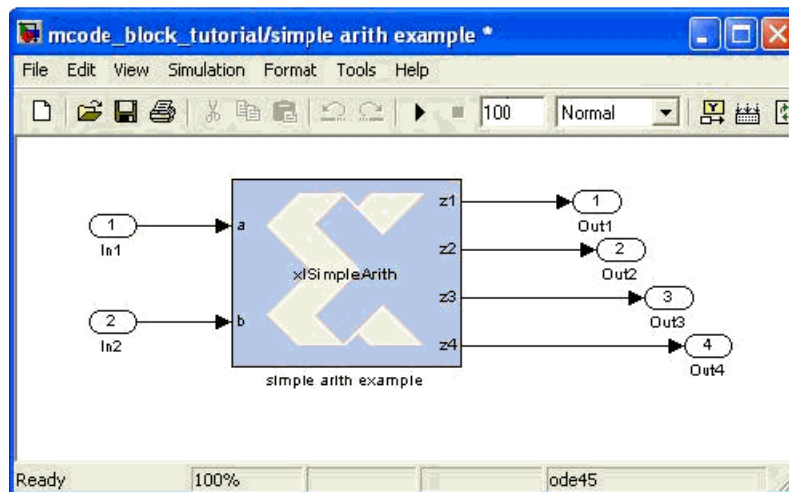 mcode_block_tutorial/simple arith example *
File Edit View Simulation Format Tools Help
100 Normal
a
b
z1
z2
z3
z4
xlSimpleArith
simple arith example
1
In1
2
In2
1
Out1
2
Out2
3
Out3
4
Out4
Ready 100% ode45